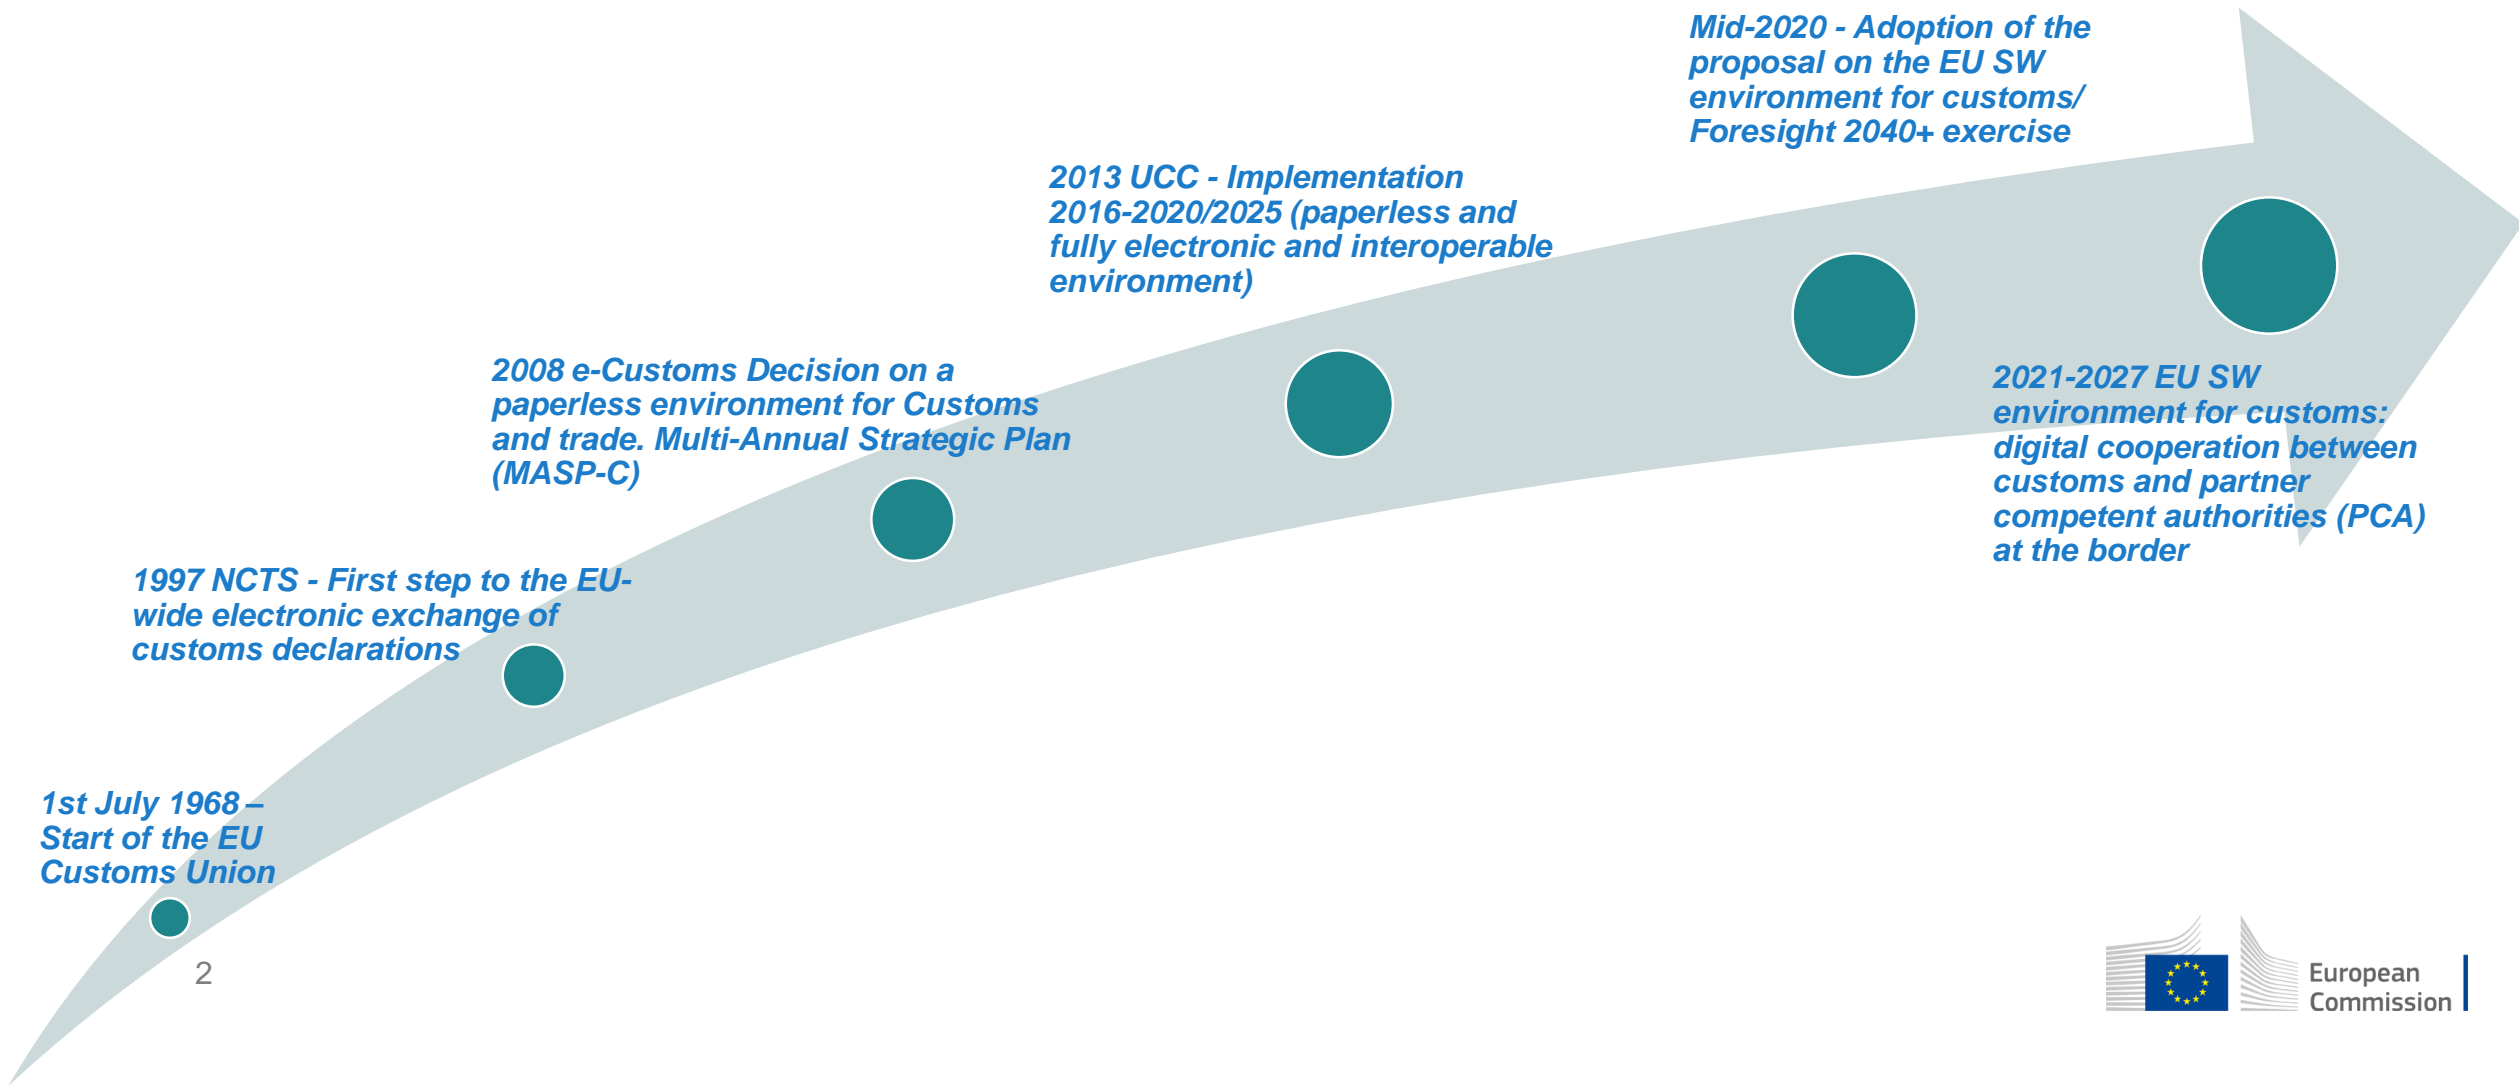 1st July 1968 –
Start of the EU
Customs Union
1997 NCTS - First step to the EU-
wide electronic exchange of
customs declarations
2008 e-Customs Decision on a
paperless environment for Customs
and trade. Multi-Annual Strategic Plan
(MASP-C)
2013 UCC - Implementation
2016-2020/2025 (paperless and
fully electronic and interoperable
environment)
Mid-2020 - Adoption of the
proposal on the EU SW
environment for customs/
Foresight 2040+ exercise
2021-2027 EU SW
environment for customs:
digital cooperation between
customs and partner
competent authorities (PCA)
at the border
2
European
Commission